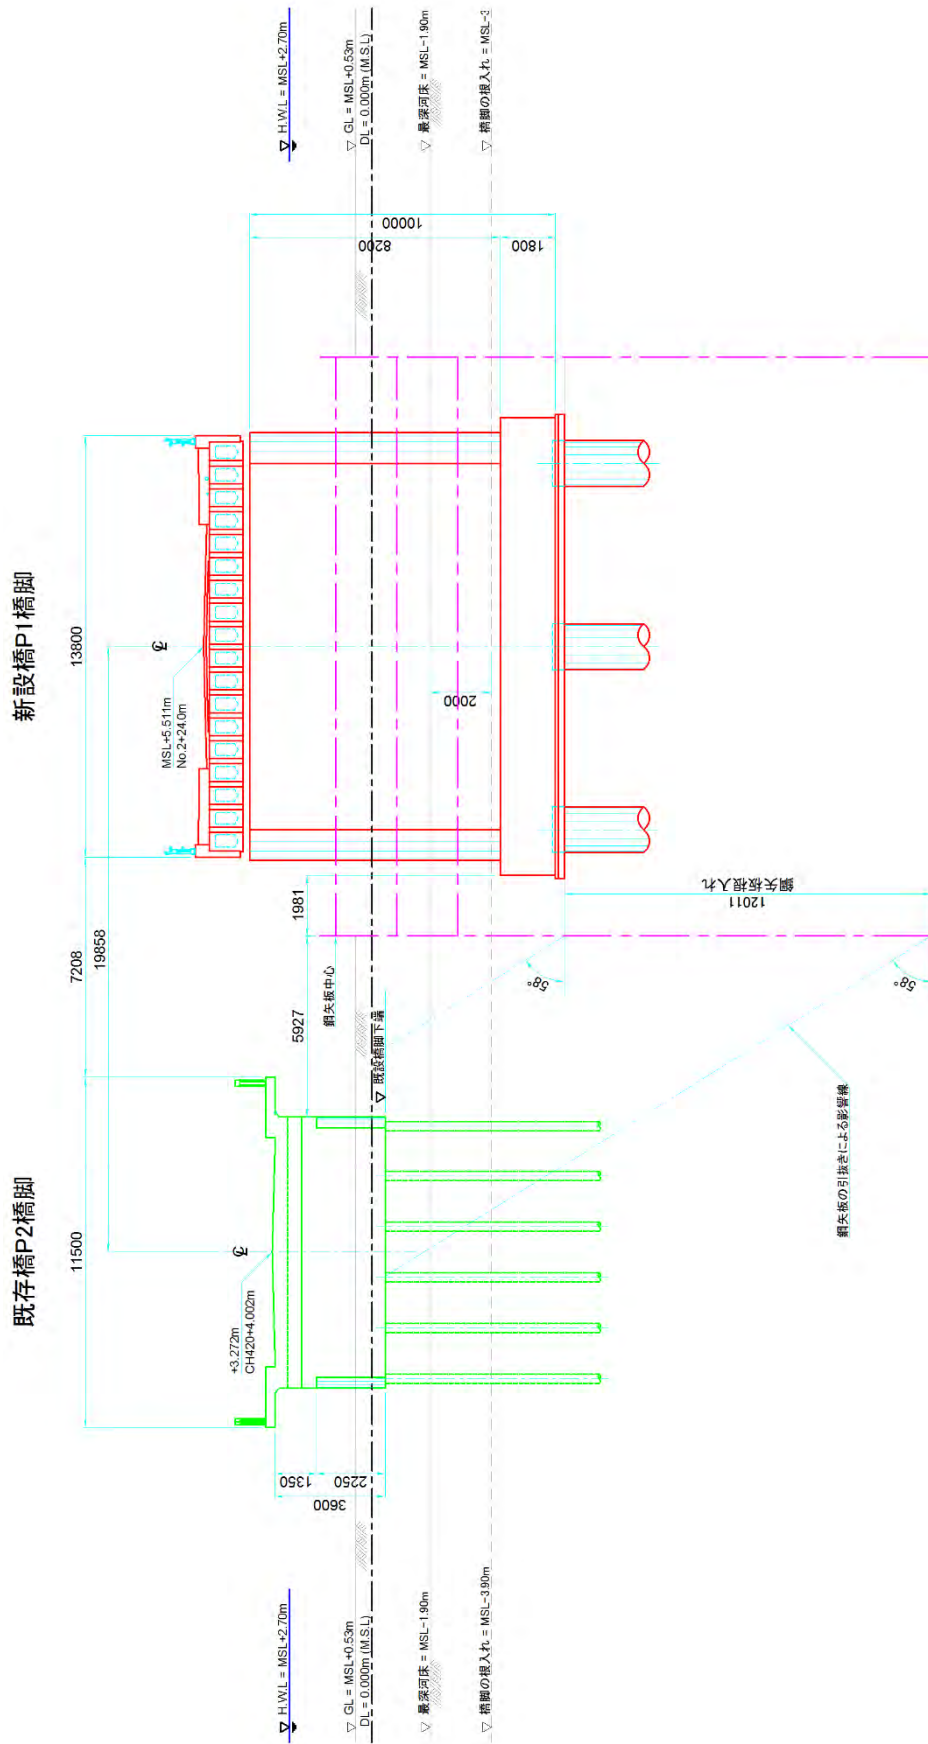 既存橋P2橋脚
新設橋P1橋脚
11500
7208
13800
19858
℄
+3.272m
CH420+4.002m
℄
MSL+5.511m
No.2+24.0m
▽ H.W.L = MSL+2.70m
▽ GL = MSL+0.53m
DL = 0.000m (M.S.L)
▽ 最深河床 = MSL-1.90m
▽ 橋脚の根入れ = MSL-3.90m
1350
2250
3600
5927
1981
鋼矢板中心
▽ 既設橋脚下端
2000
8200
1800
10000
▽ H.W.L = MSL+2.70m
▽ GL = MSL+0.53m
DL = 0.000m (M.S.L)
▽ 最深河床 = MSL-1.90m
▽ 橋脚の根入れ = MSL-3
58°
58°
鋼矢板根入れ
12011
鋼矢板の引抜きによる影響線